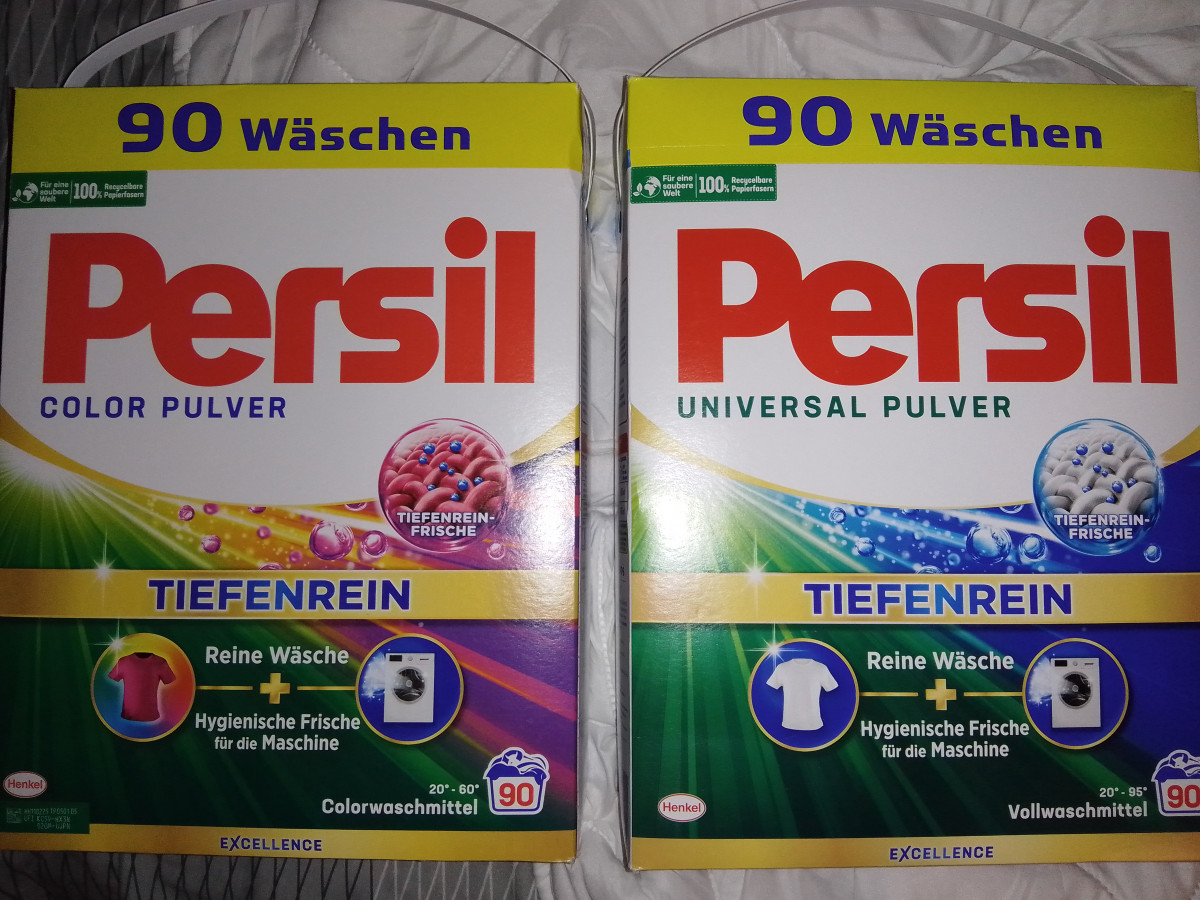 90 Wäschen
Für eine
saubere
Welt
100% Recycelbare
Papierfasern
Persil
COLOR PULVER
TIEFENREIN-
FRISCHE
TIEFENREIN
Reine Wäsche
+
Hygienische Frische
für die Maschine
20° - 60°
Colorwaschmittel
90
Henkel
EXCELLENCE
90 Wäschen
Für eine
saubere
Welt
100% Recycelbare
Papierfasern
Persil
UNIVERSAL PULVER
TIEFENREIN-
FRISCHE
TIEFENREIN
Reine Wäsche
+
Hygienische Frische
für die Maschine
20° - 95°
Vollwaschmittel
90
Henkel
EXCELLENCE